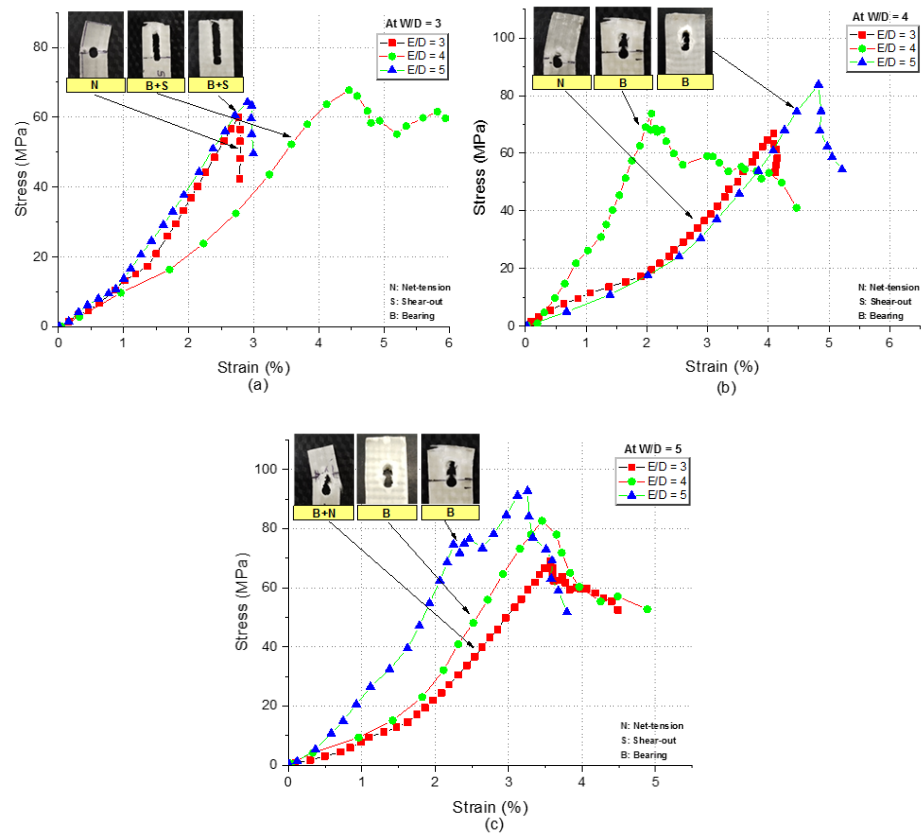 At W/D = 3
E/D = 3
E/D = 4
E/D = 5
N
B+S
B+S
80
60
40
20
0
Stress (MPa)
N: Net-tension
S: Shear-out
B: Bearing
0 1 2 3 4 5 6
Strain (%)
(a)
At W/D = 4
E/D = 3
E/D = 4
E/D = 5
N
B
B
100
80
60
40
20
0
Stress (MPa)
N: Net-tension
S: Shear-out
B: Bearing
0 1 2 3 4 5 6
Strain (%)
(b)
At W/D = 5
E/D = 3
E/D = 4
E/D = 5
B+N
B
B
100
80
60
40
20
0
Stress (MPa)
N: Net-tension
S: Shear-out
B: Bearing
0 1 2 3 4 5
Strain (%)
(c)